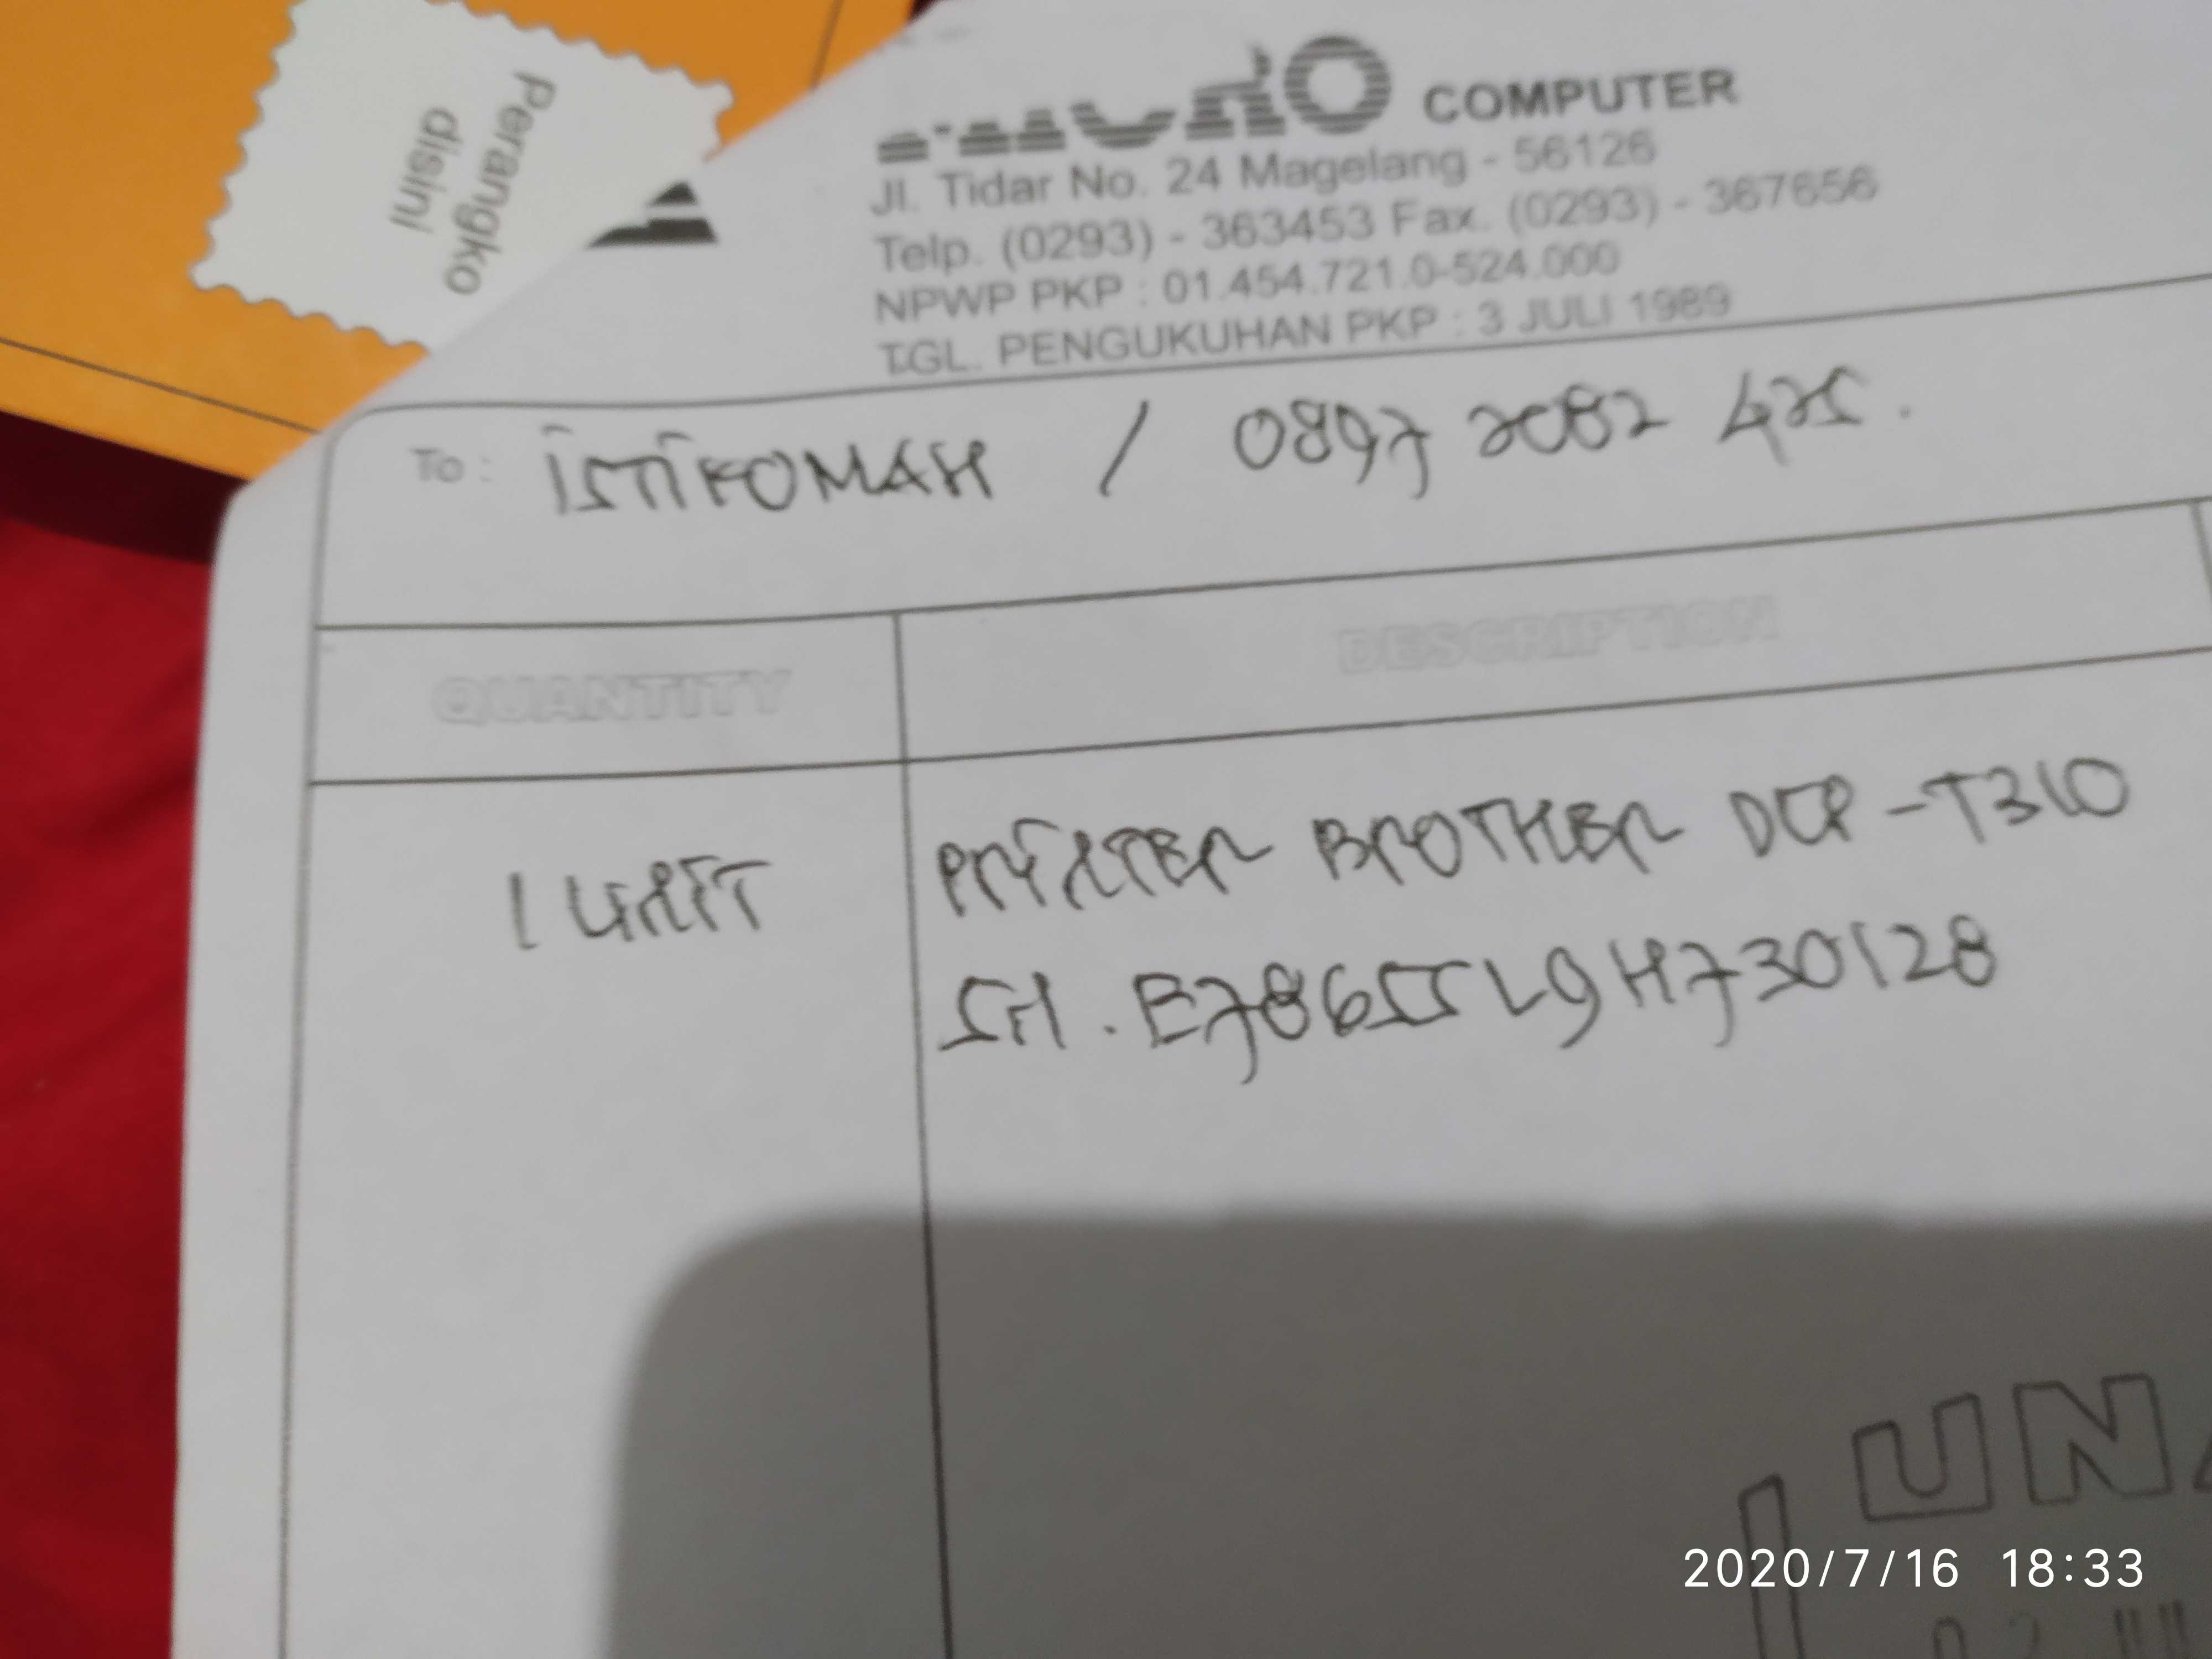 Perangko
disini
COMPUTER
Jl. Tidar No. 24 Magelang - 56126
Telp. (0293) - 363453 Fax. (0293) - 367656
NPWP PKP : 01.454.721.0-524.000
TGL. PENGUKUHAN PKP : 3 JULI 1989
To : ISTIKOMAH / 0897 2082 425.
QUANTITY DESCRIPTION
1 UNIT PRINTER BROTHER DCP-T310
SN. E78655L9H730128
UNA
2020/7/16 18:33